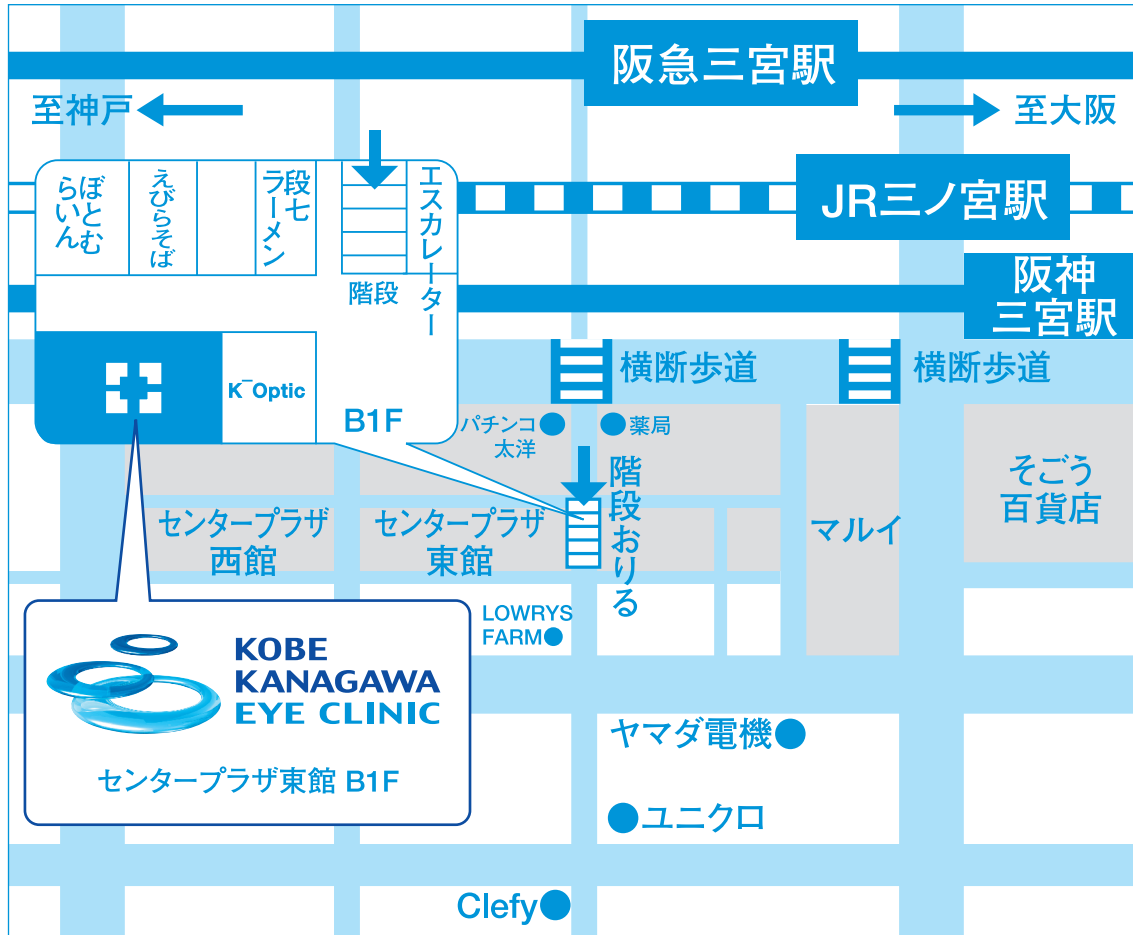 阪急三宮駅
至神戸
至大阪
JR三ノ宮駅
阪神
三宮駅
ぼとむ
らいん
えびらそば
段七
ラーメン
階段
エスカレーター
K Optic
B1F
横断歩道
横断歩道
パチンコ
太洋
薬局
階段おりる
センタープラザ
西館
センタープラザ
東館
マルイ
そごう
百貨店
LOWRYS
FARM
KOBE
KANAGAWA
EYE CLINIC
センタープラザ東館 B1F
ヤマダ電機
ユニクロ
Clefy